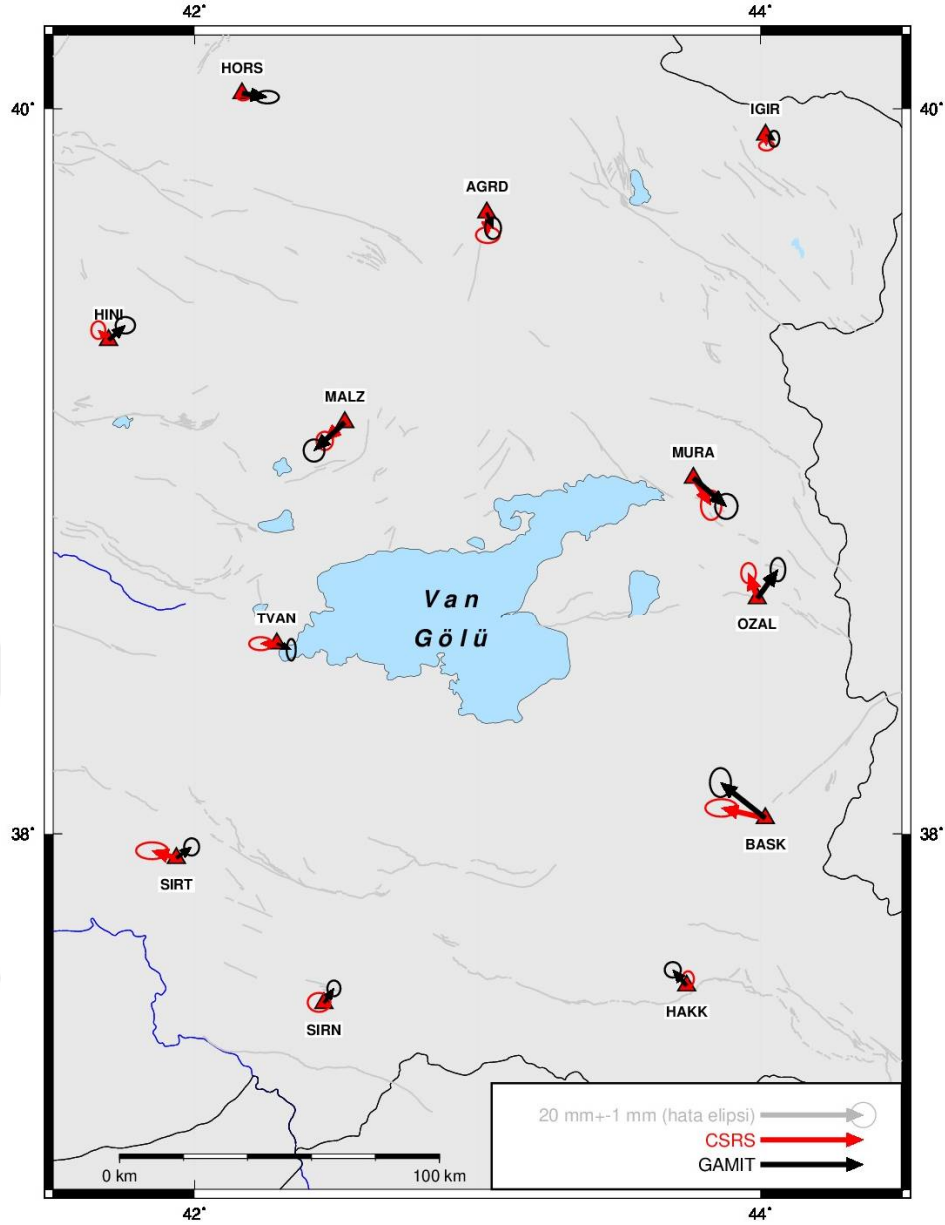 42˚ 44˚
HORS
40˚ 40˚
IGIR
AGRD
HINI
MALZ
MURA
Van
Gölü
OZAL
TVAN
38˚ 38˚
BASK
SIRT
HAKK
SIRN
20 mm+-1 mm (hata elipsi)
CSRS
GAMIT
0 km 100 km
42˚ 44˚